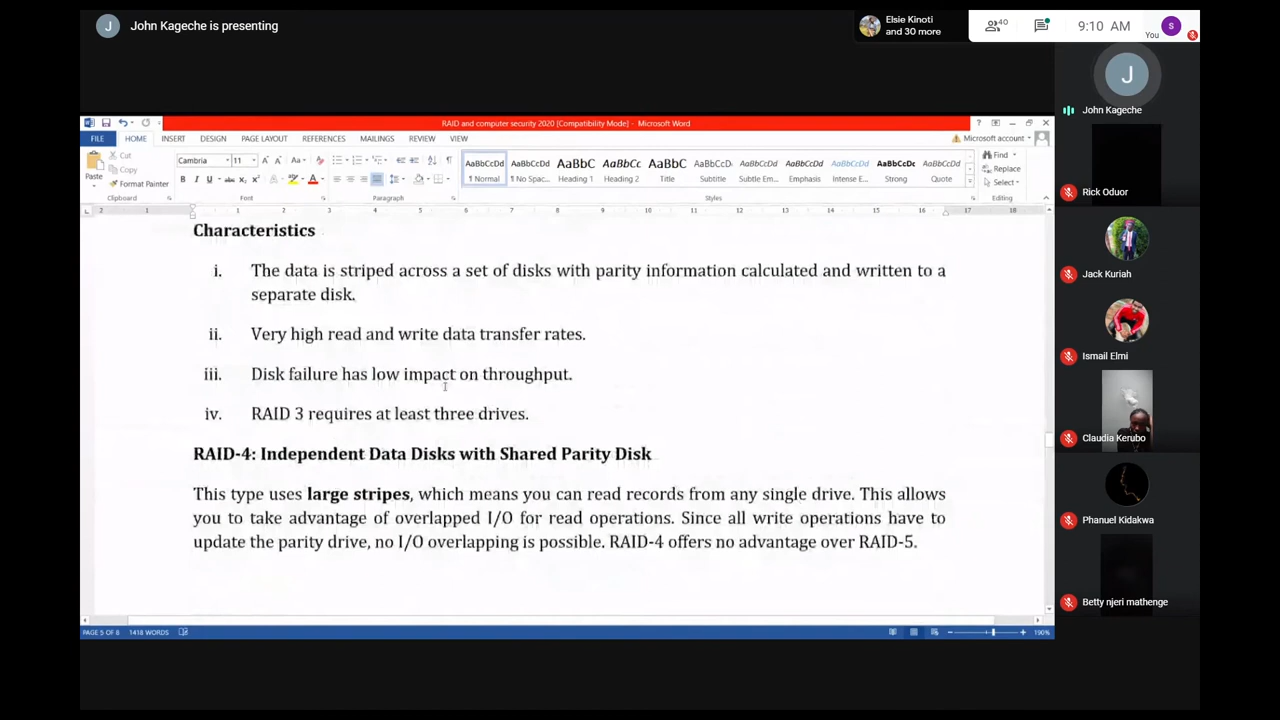 John Kageche is presenting
Elsie Kinoti
and 30 more
40
9:10 AM
You
S
J
RAID and computer security 2020 [Compatibility Mode] - Microsoft Word
FILE HOME INSERT DESIGN PAGE LAYOUT REFERENCES MAILINGS REVIEW VIEW
Microsoft account
Paste
Cut
Copy
Format Painter
Clipboard
Cambria 11
Font
Paragraph
AaBbCcDd AaBbCcDd AaBbC AaBbCc AaBbC AaBbCcD AaBbCcDd AaBbCcDd AaBbCcDd AaBbCcDd AaBbCcDd
¶ Normal ¶ No Spac... Heading 1 Heading 2 Title Subtitle Subtle Em... Emphasis Intense E... Strong Quote
Styles
Find
Replace
Select
Editing
Characteristics
i. The data is striped across a set of disks with parity information calculated and written to a
separate disk.
ii. Very high read and write data transfer rates.
iii. Disk failure has low impact on throughput.
iv. RAID 3 requires at least three drives.
RAID-4: Independent Data Disks with Shared Parity Disk
This type uses large stripes, which means you can read records from any single drive. This allows
you to take advantage of overlapped I/O for read operations. Since all write operations have to
update the parity drive, no I/O overlapping is possible. RAID-4 offers no advantage over RAID-5.
PAGE 5 OF 8 1418 WORDS
190%
J
John Kageche
Rick Oduor
Jack Kuriah
Ismail Elmi
Claudia Kerubo
Phanuel Kidakwa
Betty njeri mathenge